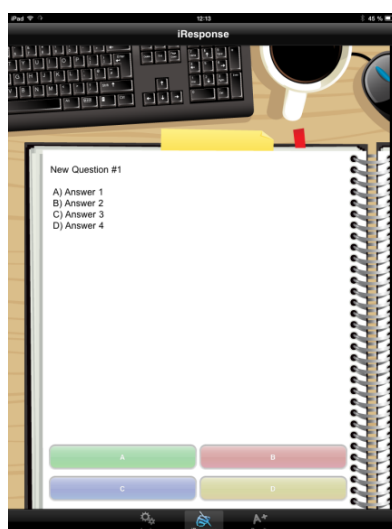 iPad 12:13 45 %
iResponse
New Question #1
A) Answer 1
B) Answer 2
C) Answer 3
D) Answer 4
A B
C D
A+